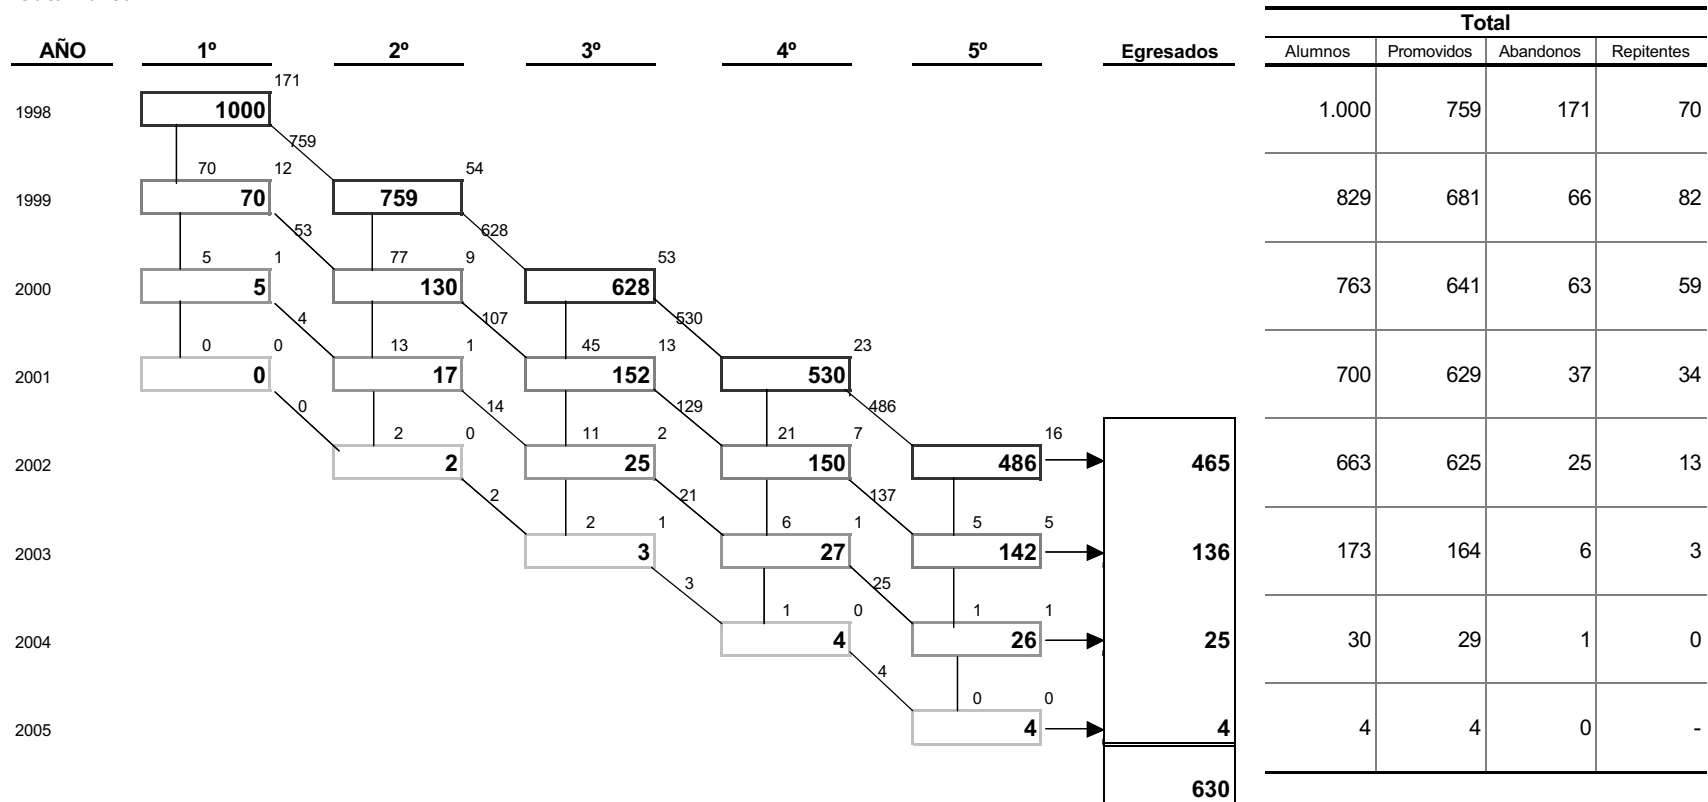 Total
AÑO 1º 2º 3º 4º 5º Egresados Alumnos Promovidos Abandonos Repitentes
171
1998 1000 1.000 759 171 70
759
70 12 54
1999 70 759 829 681 66 82
53 628
5 1 77 9 53
2000 5 130 628 763 641 63 59
4 107 530
0 0 13 1 45 13 23
2001 0 17 152 530 700 629 37 34
0 14 129 486
2 0 11 2 21 7 16
2002 2 25 150 486 465 663 625 25 13
2 21 137
2 1 6 1 5 5
2003 3 27 142 136 173 164 6 3
3 25
1 0 1 1
2004 4 26 25 30 29 1 0
4
0 0
2005 4 4 4 4 0 -
630